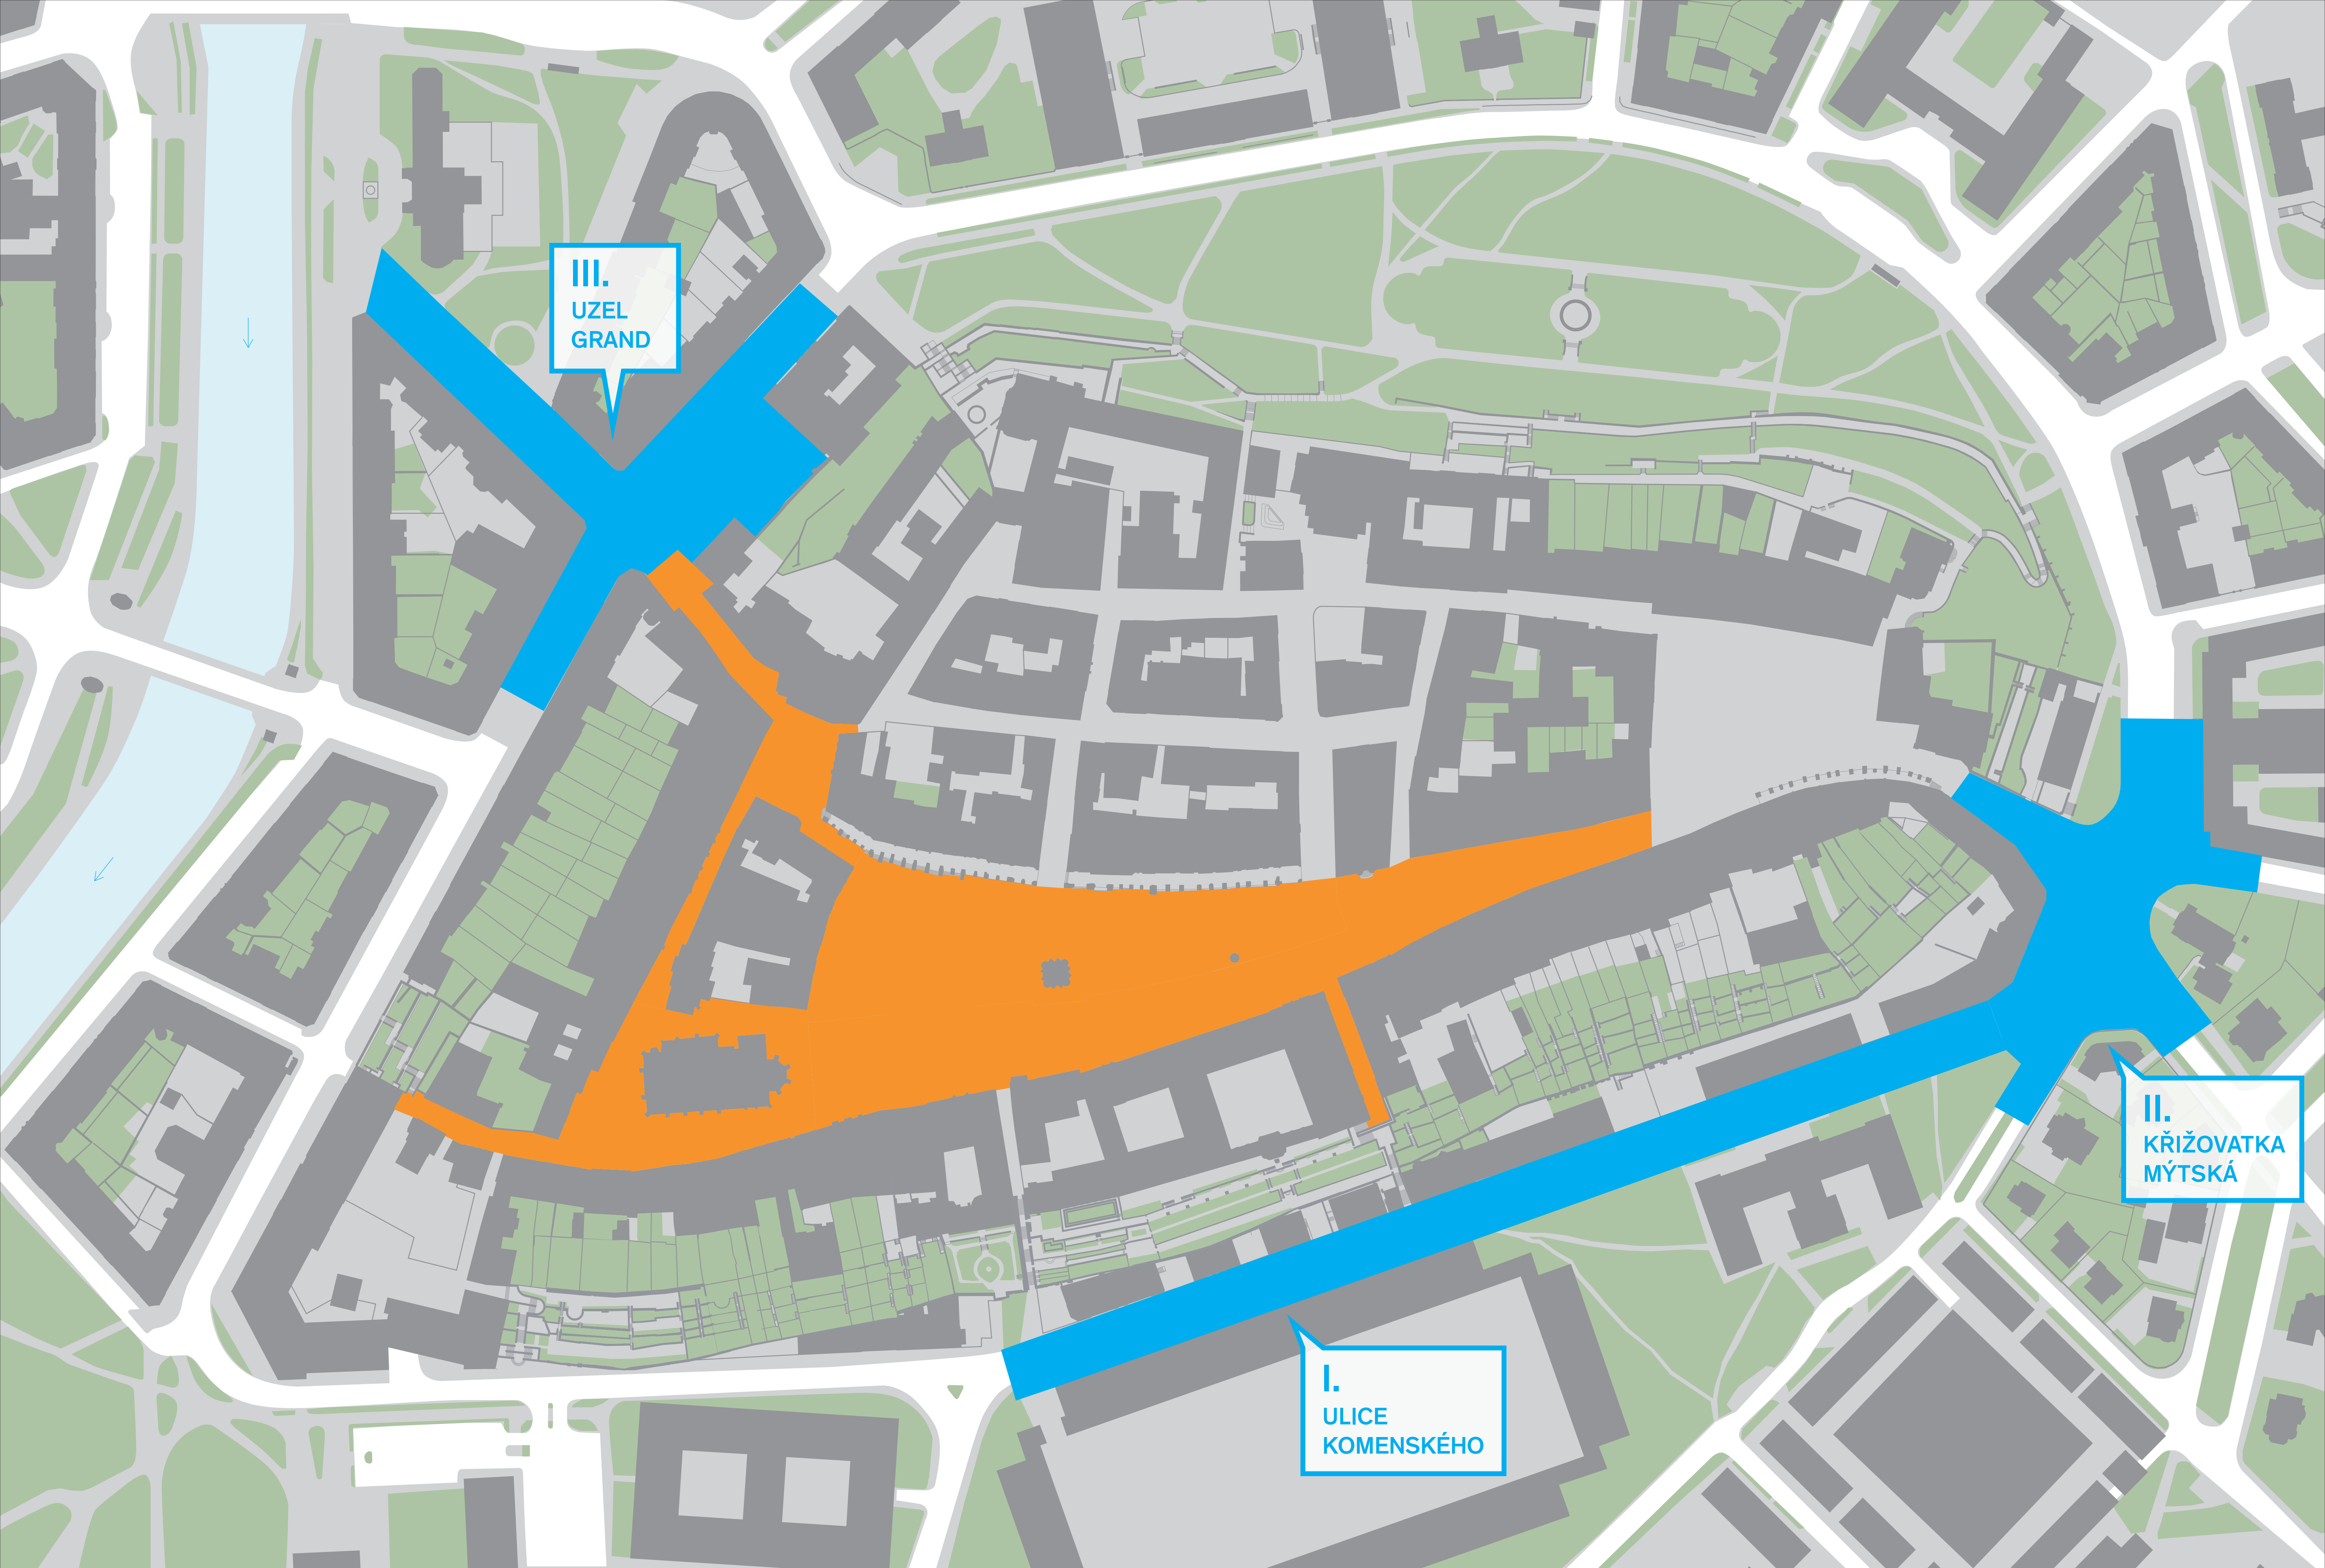 III.
UZEL
GRAND
II.
KŘIŽOVATKA
MÝTSKÁ
I.
ULICE
KOMENSKÉHO